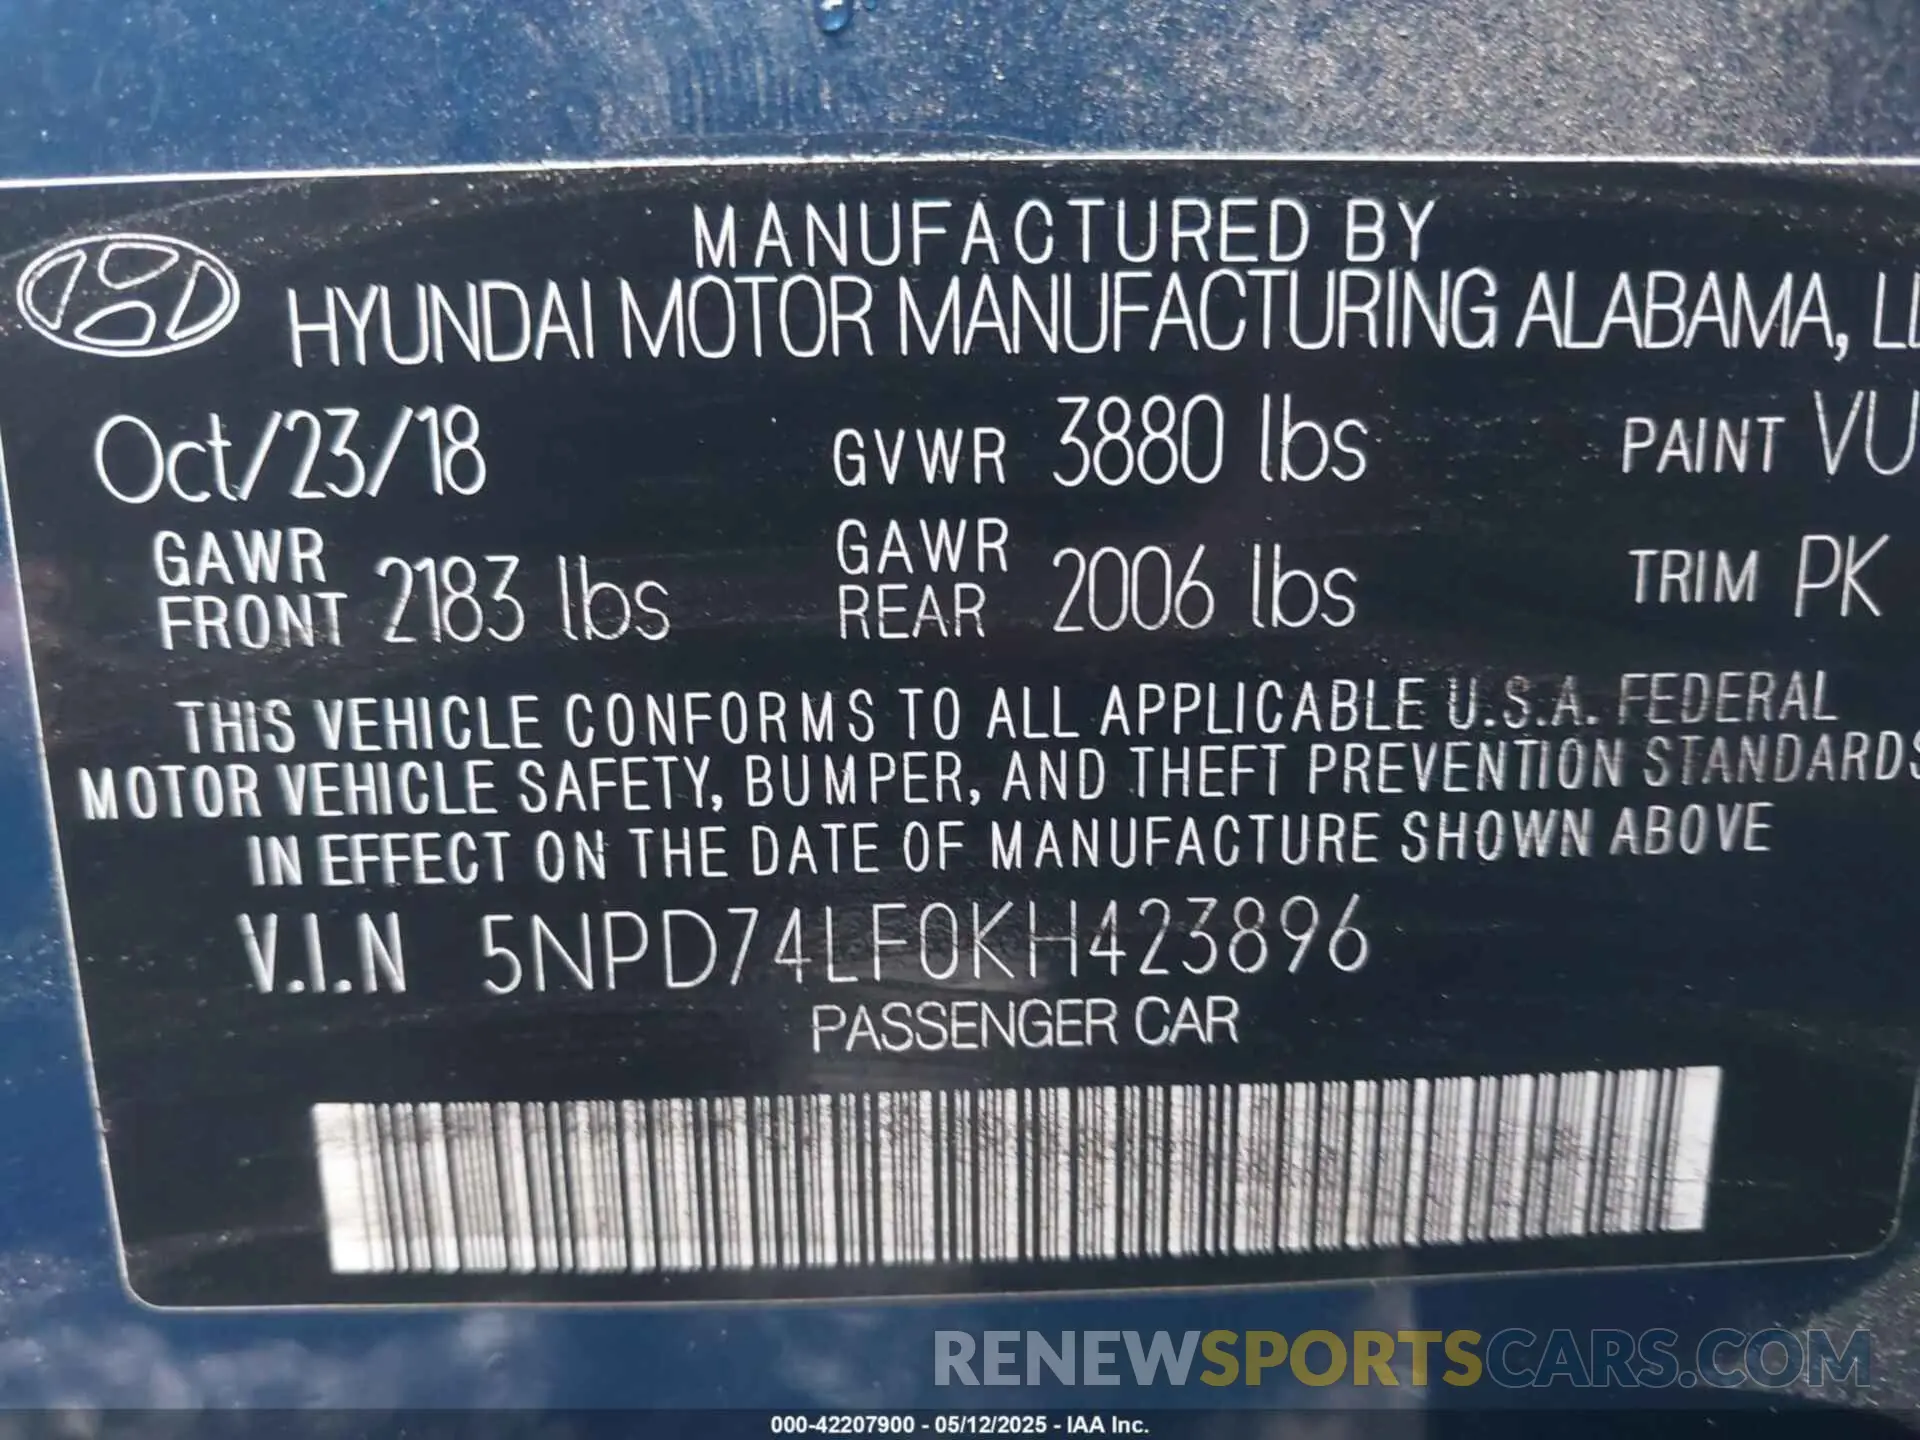 MANUFACTURED BY
HYUNDAI MOTOR MANUFACTURING ALABAMA,
Oct/23/18 GVWR 3880 lbs PAINT VU
GAWR FRONT 2183 lbs GAWR REAR 2006 lbs TRIM PK
THIS VEHICLE CONFORMS TO ALL APPLICABLE U.S.A. FEDERAL
MOTOR VEHICLE SAFETY, BUMPER, AND THEFT PREVENTION STANDARDS
IN EFFECT ON THE DATE OF MANUFACTURE SHOWN ABOVE
V.I.N 5NPD74LF0KH423896
PASSENGER CAR
RENEWSPORTSCARS.COM
000-42207900 - 05/12/2025 - IAA Inc.